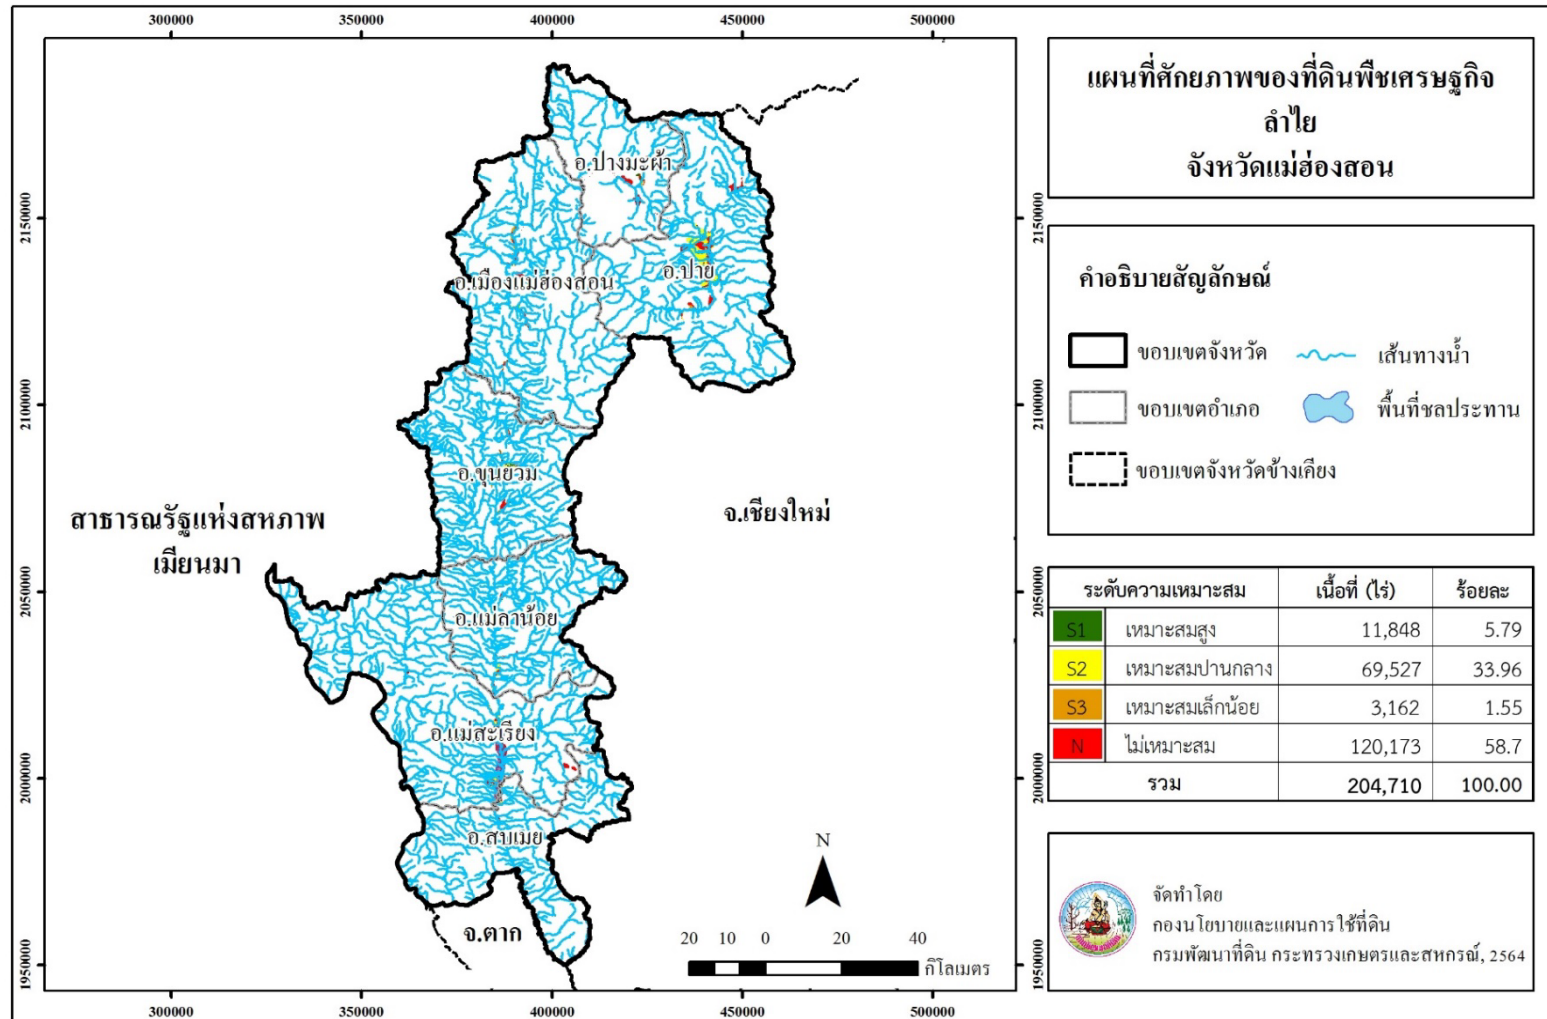 300000 350000 400000 450000 500000
แผนที่ศักยภาพของที่ดินพืชเศรษฐกิจ
ลำไย
จังหวัดแม่ฮ่องสอน
2150000
2100000
2050000
2000000
1950000
อ.ปางมะผ้า
อ.ปาย
อ.เมืองแม่ฮ่องสอน
อ.ขุนยวม
อ.แม่ลาน้อย
อ.แม่สะเรียง
อ.สบเมย
สาธารณรัฐแห่งสหภาพ
เมียนมา
จ.เชียงใหม่
จ.ตาก
N
20 10 0 20 40
กิโลเมตร
2150000
2100000
2050000
2000000
1950000
300000 350000 400000 450000 500000
คำอธิบายสัญลักษณ์
ขอบเขตจังหวัด เส้นทางน้ำ
ขอบเขตอำเภอ พื้นที่ชลประทาน
ขอบเขตจังหวัดข้างเคียง
ระดับความเหมาะสม เนื้อที่ (ไร่) ร้อยละ
S1 เหมาะสมสูง 11,848 5.79
S2 เหมาะสมปานกลาง 69,527 33.96
S3 เหมาะสมเล็กน้อย 3,162 1.55
N ไม่เหมาะสม 120,173 58.7
รวม 204,710 100.00
จัดทำโดย
กองนโยบายและแผนการใช้ที่ดิน
กรมพัฒนาที่ดิน กระทรวงเกษตรและสหกรณ์, 2564